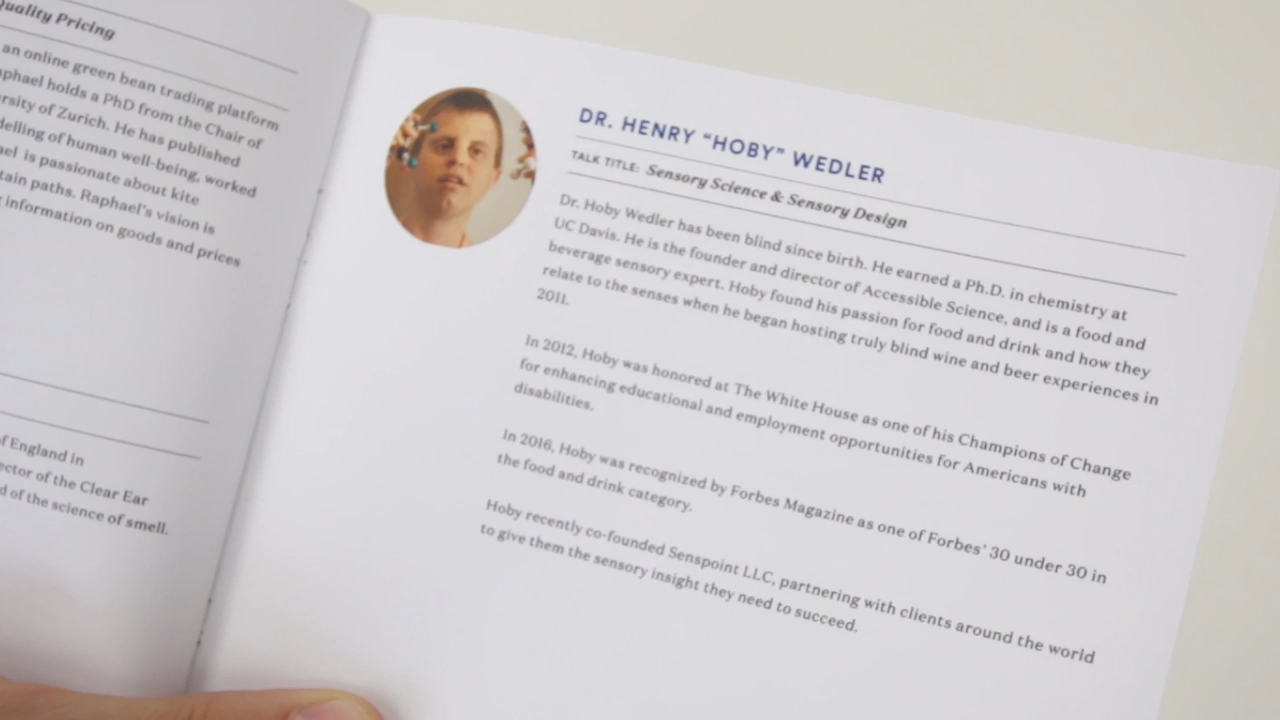 Quality Pricing
an online green bean trading platform
phael holds a PhD from the Chair of
rsity of Zurich. He has published
delling of human well-being, worked
ael is passionate about kite
tain paths. Raphael's vision is
information on goods and prices
of England in
ector of the Clear Ear
d of the science of smell.
DR. HENRY “HOBY” WEDLER
TALK TITLE: Sensory Science & Sensory Design
Dr. Hoby Wedler has been blind since birth. He earned a Ph.D. in chemistry at
UC Davis. He is the founder and director of Accessible Science, and is a food and
beverage sensory expert. Hoby found his passion for food and drink and how they
relate to the senses when he began hosting truly blind wine and beer experiences in
2011.
In 2012, Hoby was honored at The White House as one of his Champions of Change
for enhancing educational and employment opportunities for Americans with
disabilities.
In 2016, Hoby was recognized by Forbes Magazine as one of Forbes’ 30 under 30 in
the food and drink category.
Hoby recently co-founded Senspoint LLC, partnering with clients around the world
to give them the sensory insight they need to succeed.